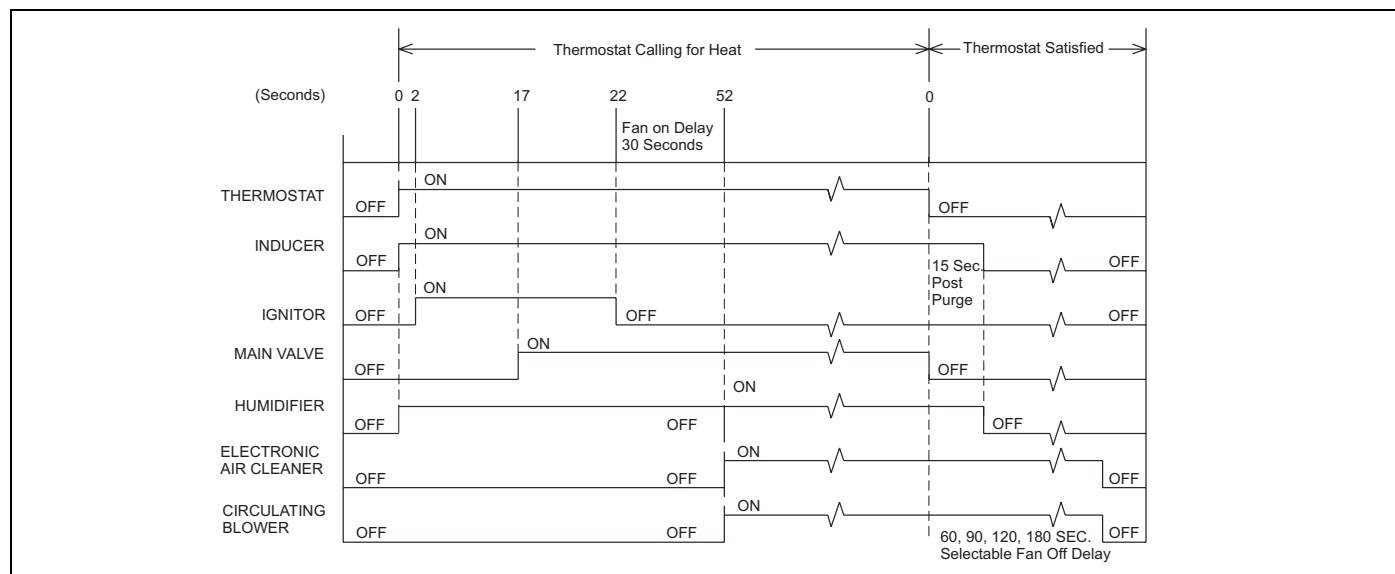 Thermostat Calling for Heat
Thermostat Satisfied
(Seconds)
0 2 17 22 52 0
Fan on Delay
30 Seconds
THERMOSTAT
OFF
ON
OFF
INDUCER
OFF
ON
15 Sec.
Post
Purge
OFF
IGNITOR
OFF
ON
OFF
OFF
MAIN VALVE
OFF
ON
OFF
HUMIDIFIER
OFF
OFF
ON
OFF
ELECTRONIC
AIR CLEANER
OFF
OFF
ON
OFF
CIRCULATING
BLOWER
OFF
OFF
ON
OFF
60, 90, 120, 180 SEC.
Selectable Fan Off Delay